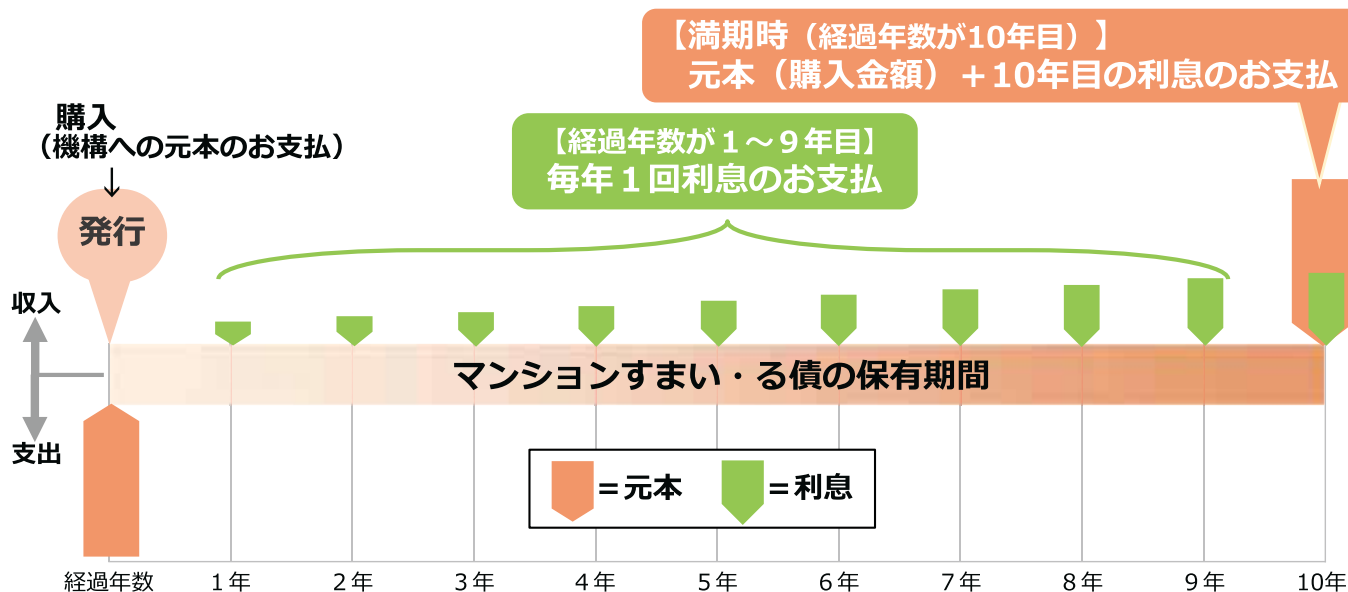 【満期時（経過年数が10年目）】
元本（購入金額）＋10年目の利息のお支払
購入
（機構への元本のお支払）
↓
発行
【経過年数が１～９年目】
毎年１回利息のお支払
収入
マンションすまい・る債の保有期間
支出
＝元本
＝利息
経過年数
１年
２年
３年
４年
５年
６年
７年
８年
９年
10年